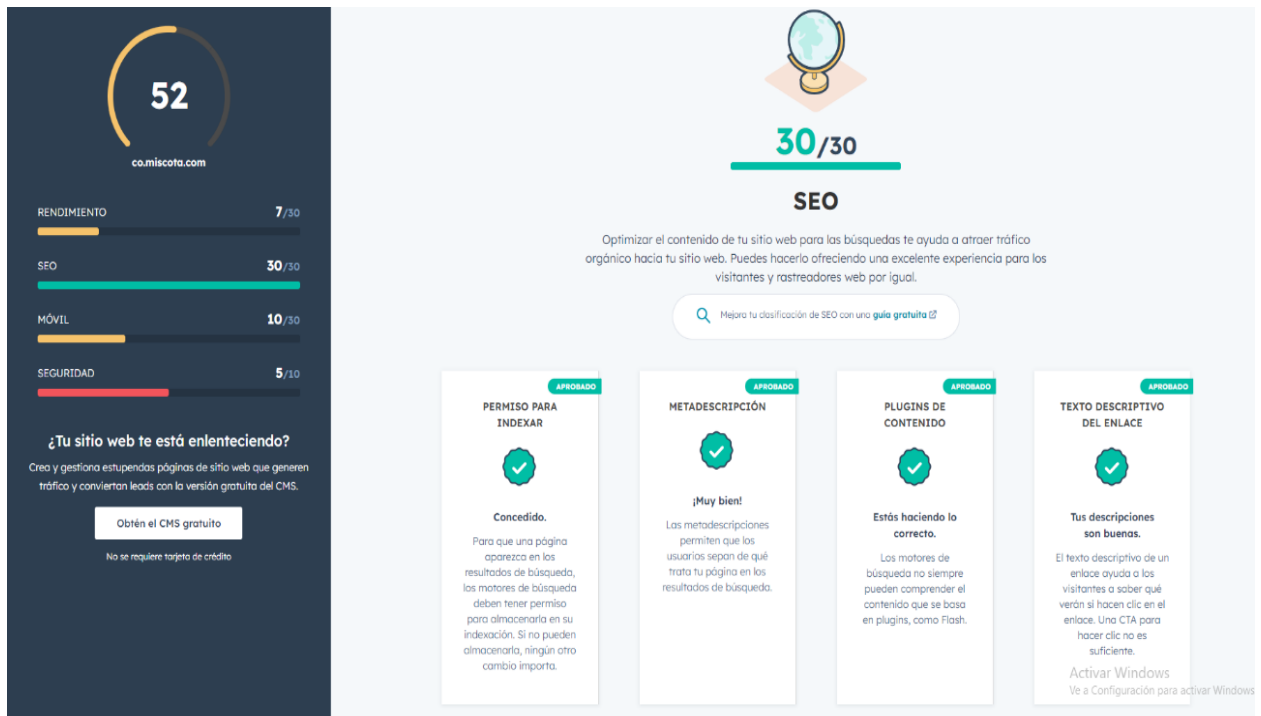 52
co.miscota.com
RENDIMIENTO 7/30
SEO 30/30
MÓVIL 10/30
SEGURIDAD 5/10
¿Tu sitio web te está enlenteciendo?
Crea y gestiona estupendas páginas de sitio web que generen
tráfico y conviertan leads con la versión gratuita del CMS.
Obtén el CMS gratuito
No se requiere tarjeta de crédito
30/30
SEO
Optimizar el contenido de tu sitio web para las búsquedas te ayuda a atraer tráfico
orgánico hacia tu sitio web. Puedes hacerlo ofreciendo una excelente experiencia para los
visitantes y rastreadores web por igual.
Mejora tu clasificación de SEO con una guía gratuita
APROBADO
PERMISO PARA
INDEXAR
Concedido.
Para que una página
aparezca en los
resultados de búsqueda,
los motores de búsqueda
deben tener permiso
para almacenarla en su
indexación. Si no pueden
almacenarla, ningún otro
cambio importa.
APROBADO
METADESCRIPCIÓN
¡Muy bien!
Las metadescripciones
permiten que los
usuarios sepan de qué
trata tu página en los
resultados de búsqueda.
APROBADO
PLUGINS DE
CONTENIDO
Estás haciendo lo
correcto.
Los motores de
búsqueda no siempre
pueden comprender el
contenido que se basa
en plugins, como Flash.
APROBADO
TEXTO DESCRIPTIVO
DEL ENLACE
Tus descripciones
son buenas.
El texto descriptivo de un
enlace ayuda a los
visitantes a saber qué
verán si hacen clic en el
enlace. Una CTA para
hacer clic no es
suficiente.
Activar Windows
Ve a Configuración para activar Windows